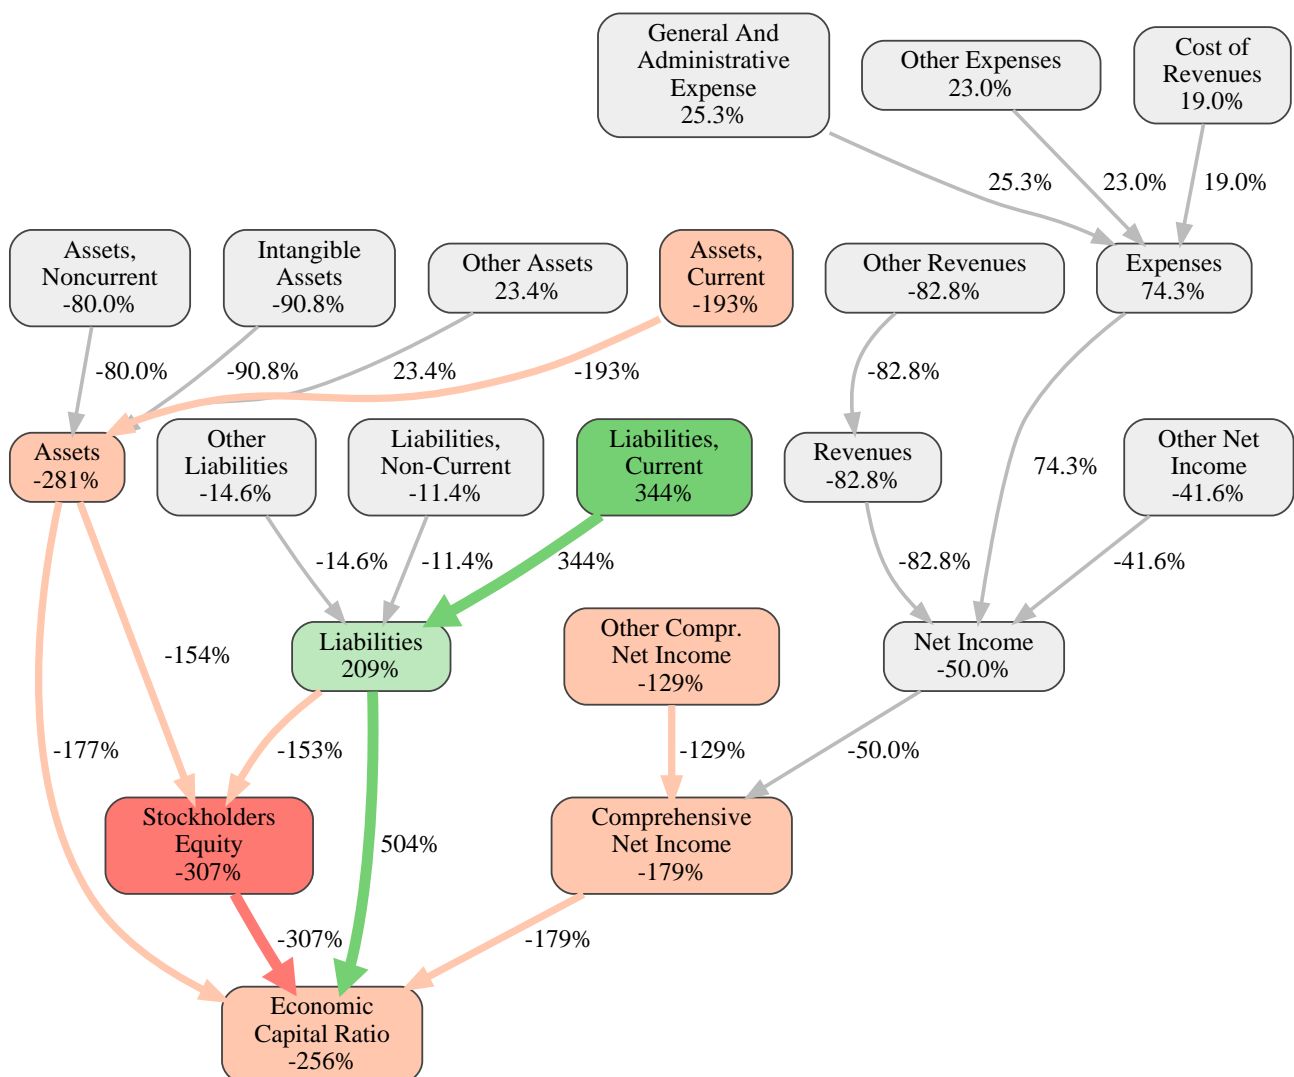 General And
Administrative
Expense
25.3%
Other Expenses
23.0%
Cost of
Revenues
19.0%
25.3%
23.0%
19.0%
Assets,
Noncurrent
-80.0%
Intangible
Assets
-90.8%
Other Assets
23.4%
Assets,
Current
-193%
Other Revenues
-82.8%
Expenses
74.3%
-80.0%
-90.8%
23.4%
-193%
-82.8%
Assets
-281%
Other
Liabilities
-14.6%
Liabilities,
Non-Current
-11.4%
Liabilities,
Current
344%
Revenues
-82.8%
74.3%
Other Net
Income
-41.6%
-14.6%
-11.4%
344%
-82.8%
-41.6%
-154%
Liabilities
209%
Other Compr.
Net Income
-129%
Net Income
-50.0%
-177%
-153%
-129%
-50.0%
Stockholders
Equity
-307%
504%
Comprehensive
Net Income
-179%
-307%
-179%
Economic
Capital Ratio
-256%